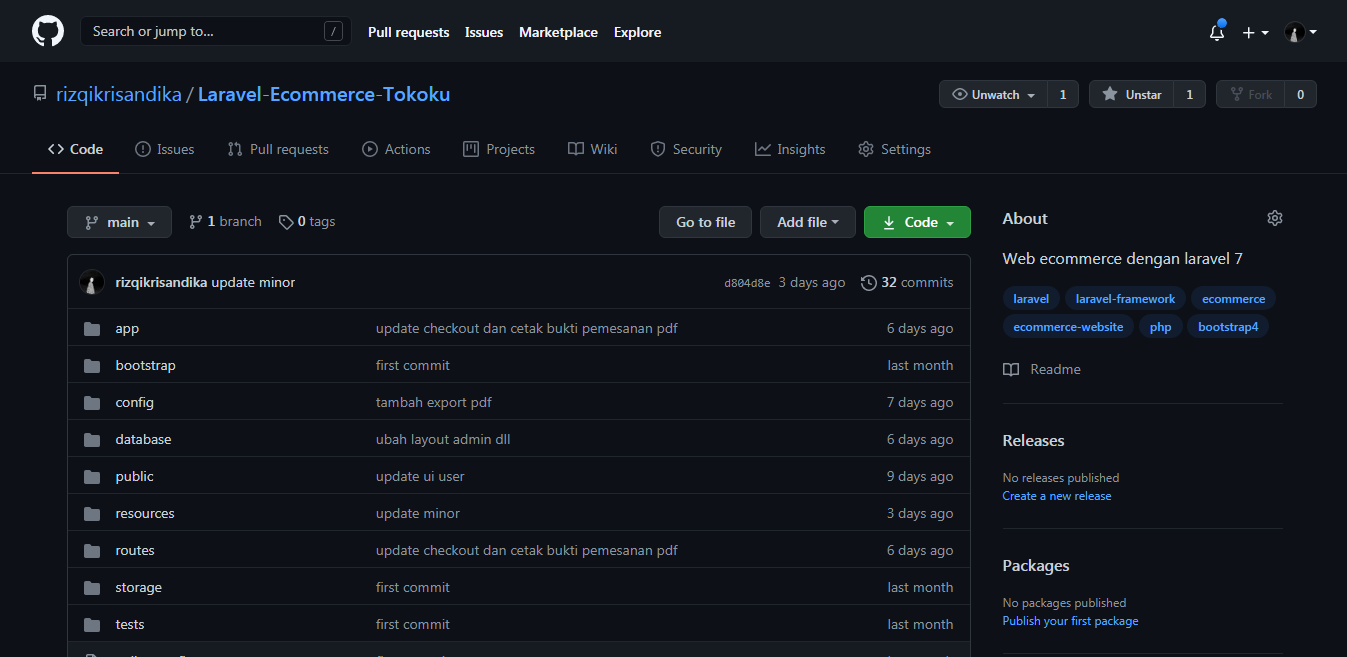 Search or jump to... /
Pull requests Issues Marketplace Explore
rizqikrisandika / Laravel-Ecommerce-Tokoku
Unwatch 1 Unstar 1 Fork 0
Code Issues Pull requests Actions Projects Wiki Security Insights Settings
main 1 branch 0 tags
Go to file Add file Code
rizqikrisandika update minor d804d8e 3 days ago 32 commits
app update checkout dan cetak bukti pemesanan pdf 6 days ago
bootstrap first commit last month
config tambah export pdf 7 days ago
database ubah layout admin dll 6 days ago
public update ui user 9 days ago
resources update minor 3 days ago
routes update checkout dan cetak bukti pemesanan pdf 6 days ago
storage first commit last month
tests first commit last month
About
Web ecommerce dengan laravel 7
laravel laravel-framework ecommerce
ecommerce-website php bootstrap4
Readme
Releases
No releases published
Create a new release
Packages
No packages published
Publish your first package